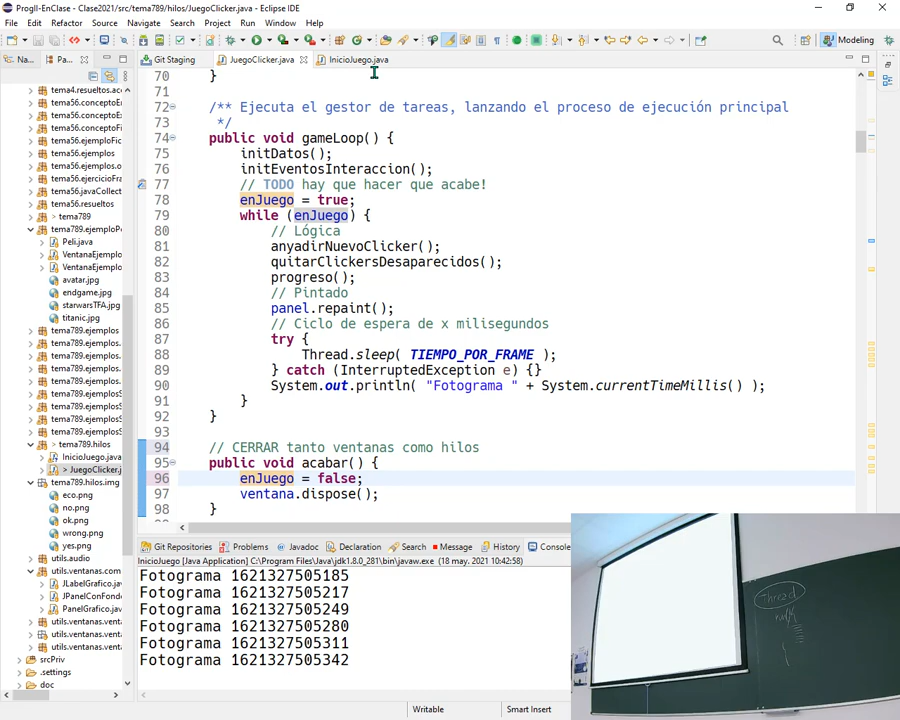 ProgII-EnClase - Clase2021/src/tema789/hilos/JuegoClicker.java - Eclipse IDE
File Edit Refactor Source Navigate Search Project Run Window Help
Modeling
Na... Pa...
Git Staging JuegoClicker.java InicioJuego.java
tema4.resueltos.ac
tema56.conceptoE
tema56.conceptoFi
tema56.conceptoFi
tema56.ejemploFic
tema56.ejemplos
tema56.ejemplos.o
tema56.ejercicioFra
tema56.javaCollect
tema56.resueltos
> tema789
tema789.ejemploPe
Peli.java
VentanaEjemplo
VentanaEjemplo
avatar.jpg
endgame.jpg
starwarsTFA.jpg
titanic.jpg
tema789.ejemplos
tema789.ejemplos.
tema789.ejemplos.
tema789.ejemplos.
tema789.ejemplos.
tema789.ejemplos.
tema789.ejemplos.
tema789.ejemplosS
tema789.ejemplosS
> tema789.hilos
InicioJuego.java
> JuegoClicker.j
tema789.hilos.img
eco.png
no.png
ok.png
wrong.png
yes.png
utils.audio
utils.ventanas.com
JLabelGrafico.jav
JPanelConFondo
PanelGrafico.jav
utils.ventanas.vent
utils.ventanas.vent
utils.ventanas.vent
srcPriv
.settings
doc
70 }
71
72 /** Ejecuta el gestor de tareas, lanzando el proceso de ejecución principal
73 */
74 public void gameLoop() {
75 initDatos();
76 initEventosInteraccion();
77 // TODO hay que hacer que acabe!
78 enJuego = true;
79 while (enJuego) {
80 // Lógica
81 anyadirNuevoClicker();
82 quitarClickersDesaparecidos();
83 progreso();
84 // Pintado
85 panel.repaint();
86 // Ciclo de espera de x milisegundos
87 try {
88 Thread.sleep( TIEMPO_POR_FRAME );
89 } catch (InterruptedException e) {}
90 System.out.println( "Fotograma " + System.currentTimeMillis() );
91 }
92 }
93
94 // CERRAR tanto ventanas como hilos
95 public void acabar() {
96 enJuego = false;
97 ventana.dispose();
98 }
Git Repositories Problems Javadoc Declaration Search Message History Console
InicioJuego [Java Application] C:\Program Files\Java\jdk1.8.0_281\bin\javaw.exe (18 may. 2021 10:42:58)
Fotograma 1621327505185
Fotograma 1621327505217
Fotograma 1621327505249
Fotograma 1621327505280
Fotograma 1621327505311
Fotograma 1621327505342
thread
Writable Smart Insert